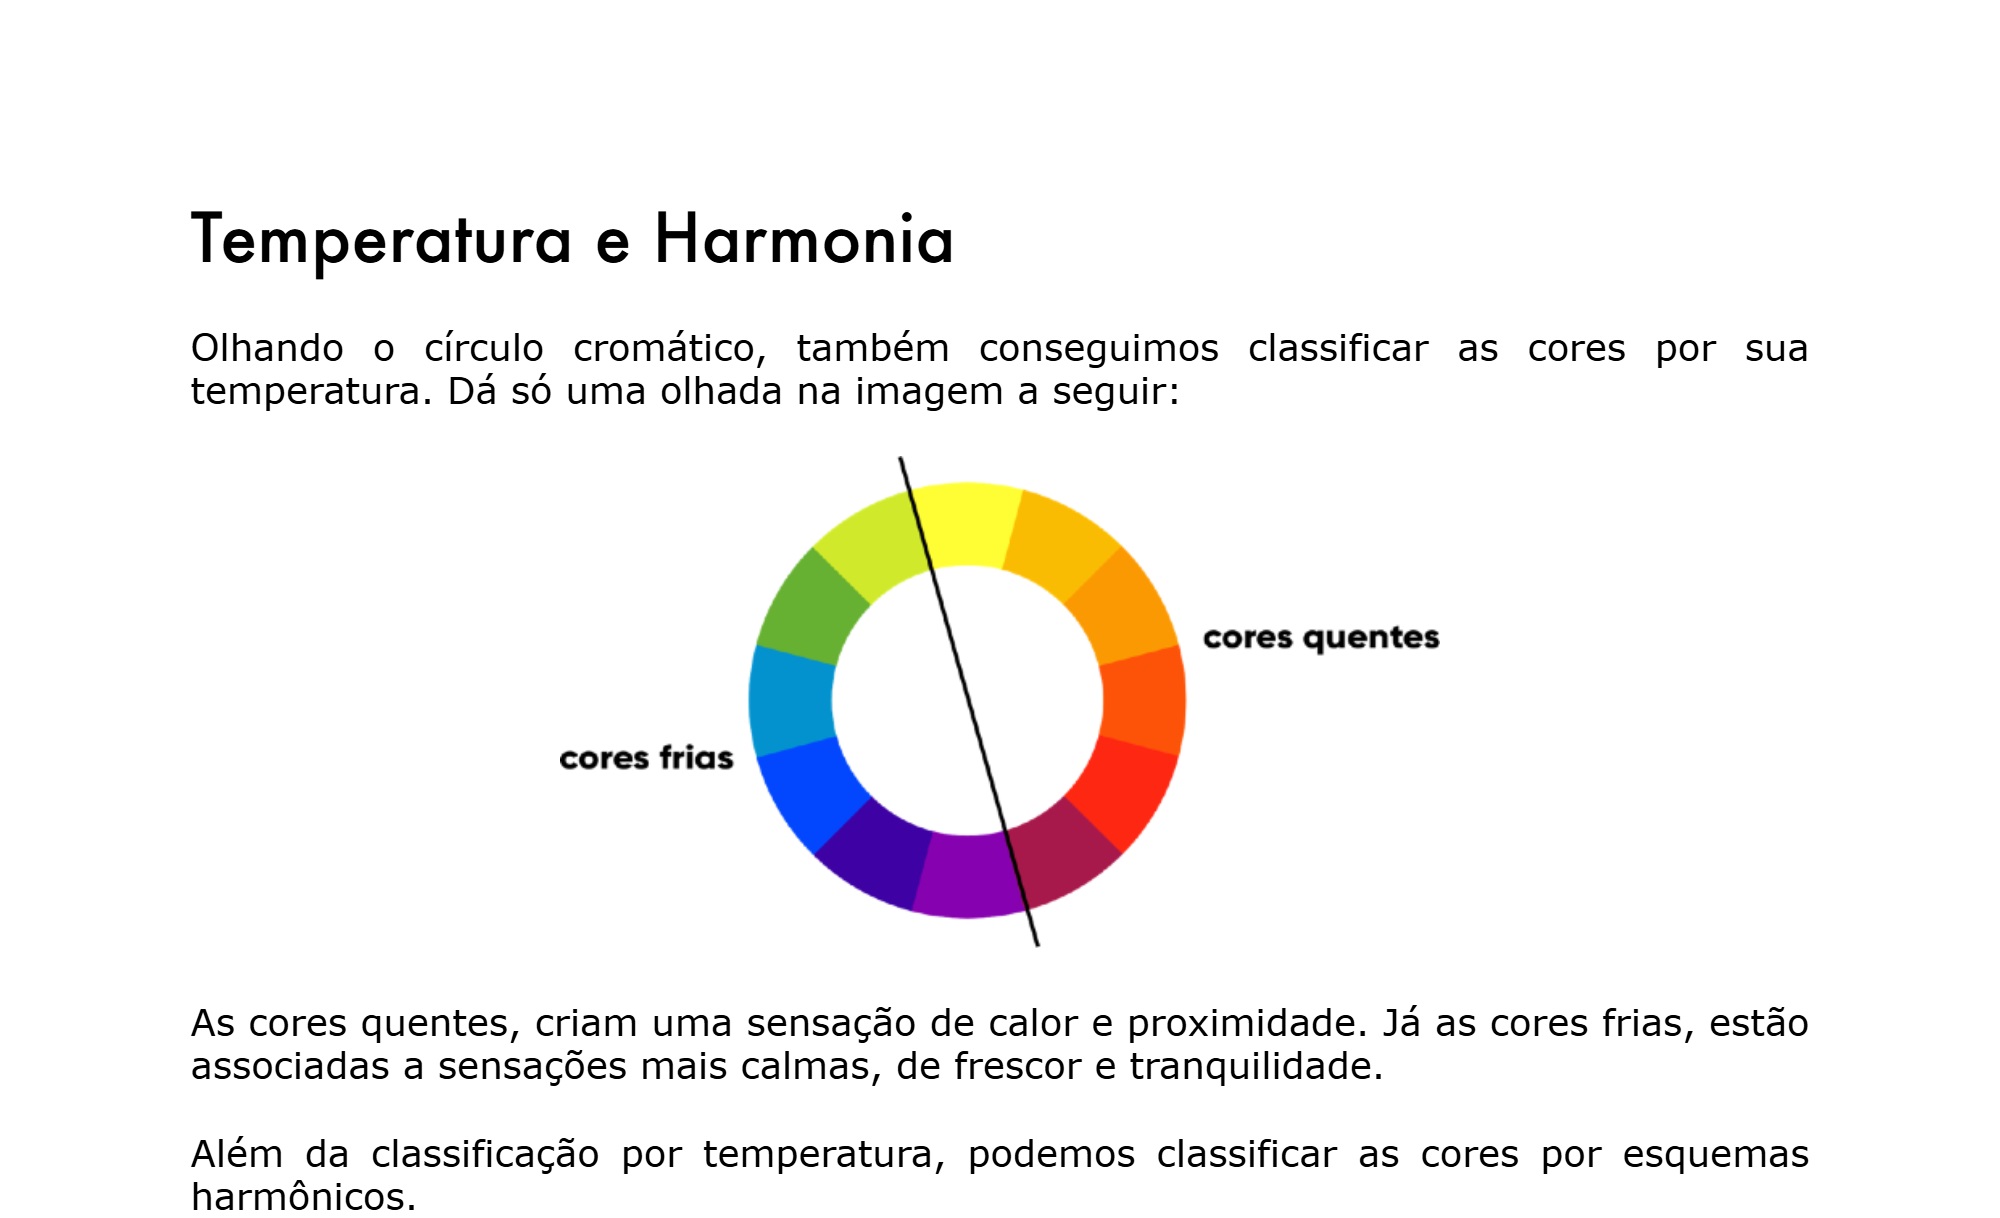 Temperatura e Harmonia
Olhando o círculo cromático, também conseguimos classificar as cores por sua
temperatura. Dá só uma olhada na imagem a seguir:
cores quentes
cores frias
As cores quentes, criam uma sensação de calor e proximidade. Já as cores frias, estão
associadas a sensações mais calmas, de frescor e tranquilidade.
Além da classificação por temperatura, podemos classificar as cores por esquemas
harmônicos.